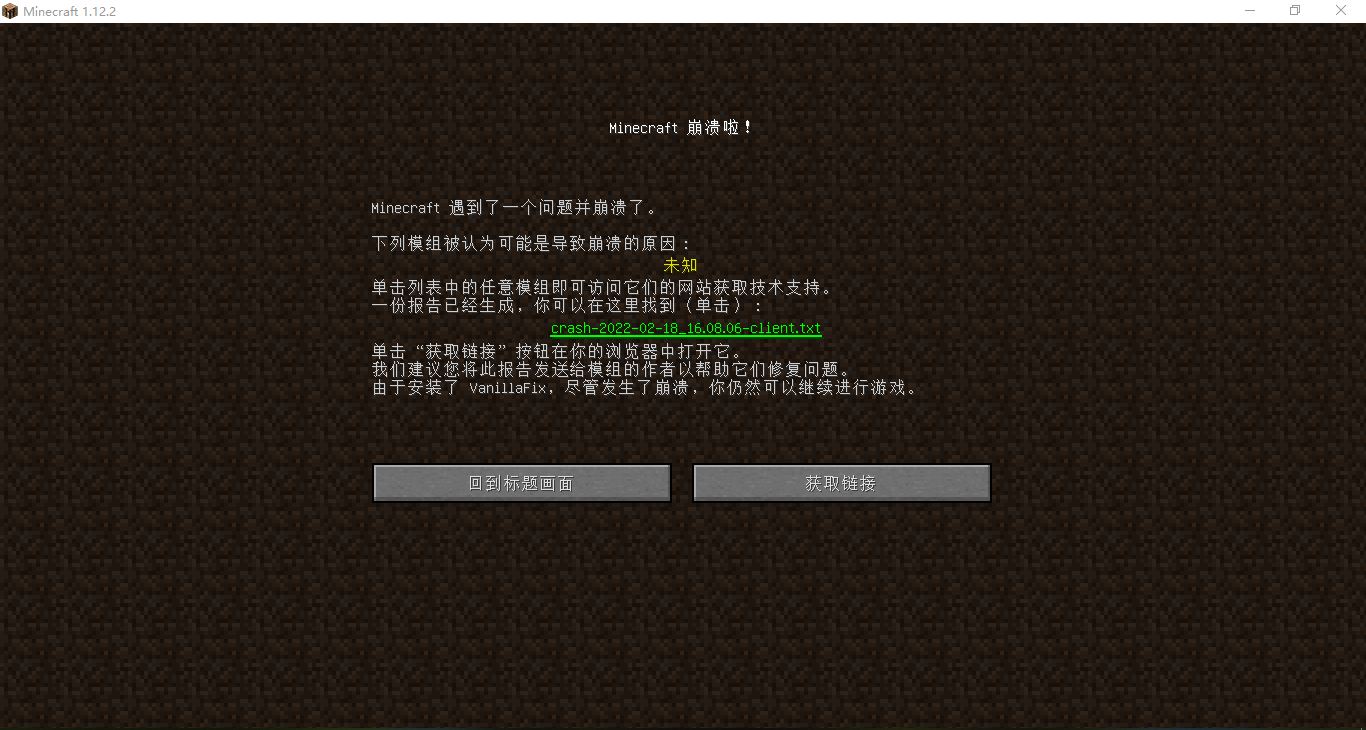 Minecraft 1.12.2
Minecraft 崩溃啦！
Minecraft 遇到了一个问题并崩溃了。
下列模组被认为可能是导致崩溃的原因：
未知
单击列表中的任意模组即可访问它们的网站获取技术支持。
一份报告已经生成，你可以在这里找到（单击）：
crash-2022-02-18_16.08.06-client.txt
单击“获取链接”按钮在你的浏览器中打开它。
我们建议您将此报告发送给模组的作者以帮助它们修复问题。
由于安装了 VanillaFix，尽管发生了崩溃，你仍然可以继续进行游戏。
回到标题画面
获取链接